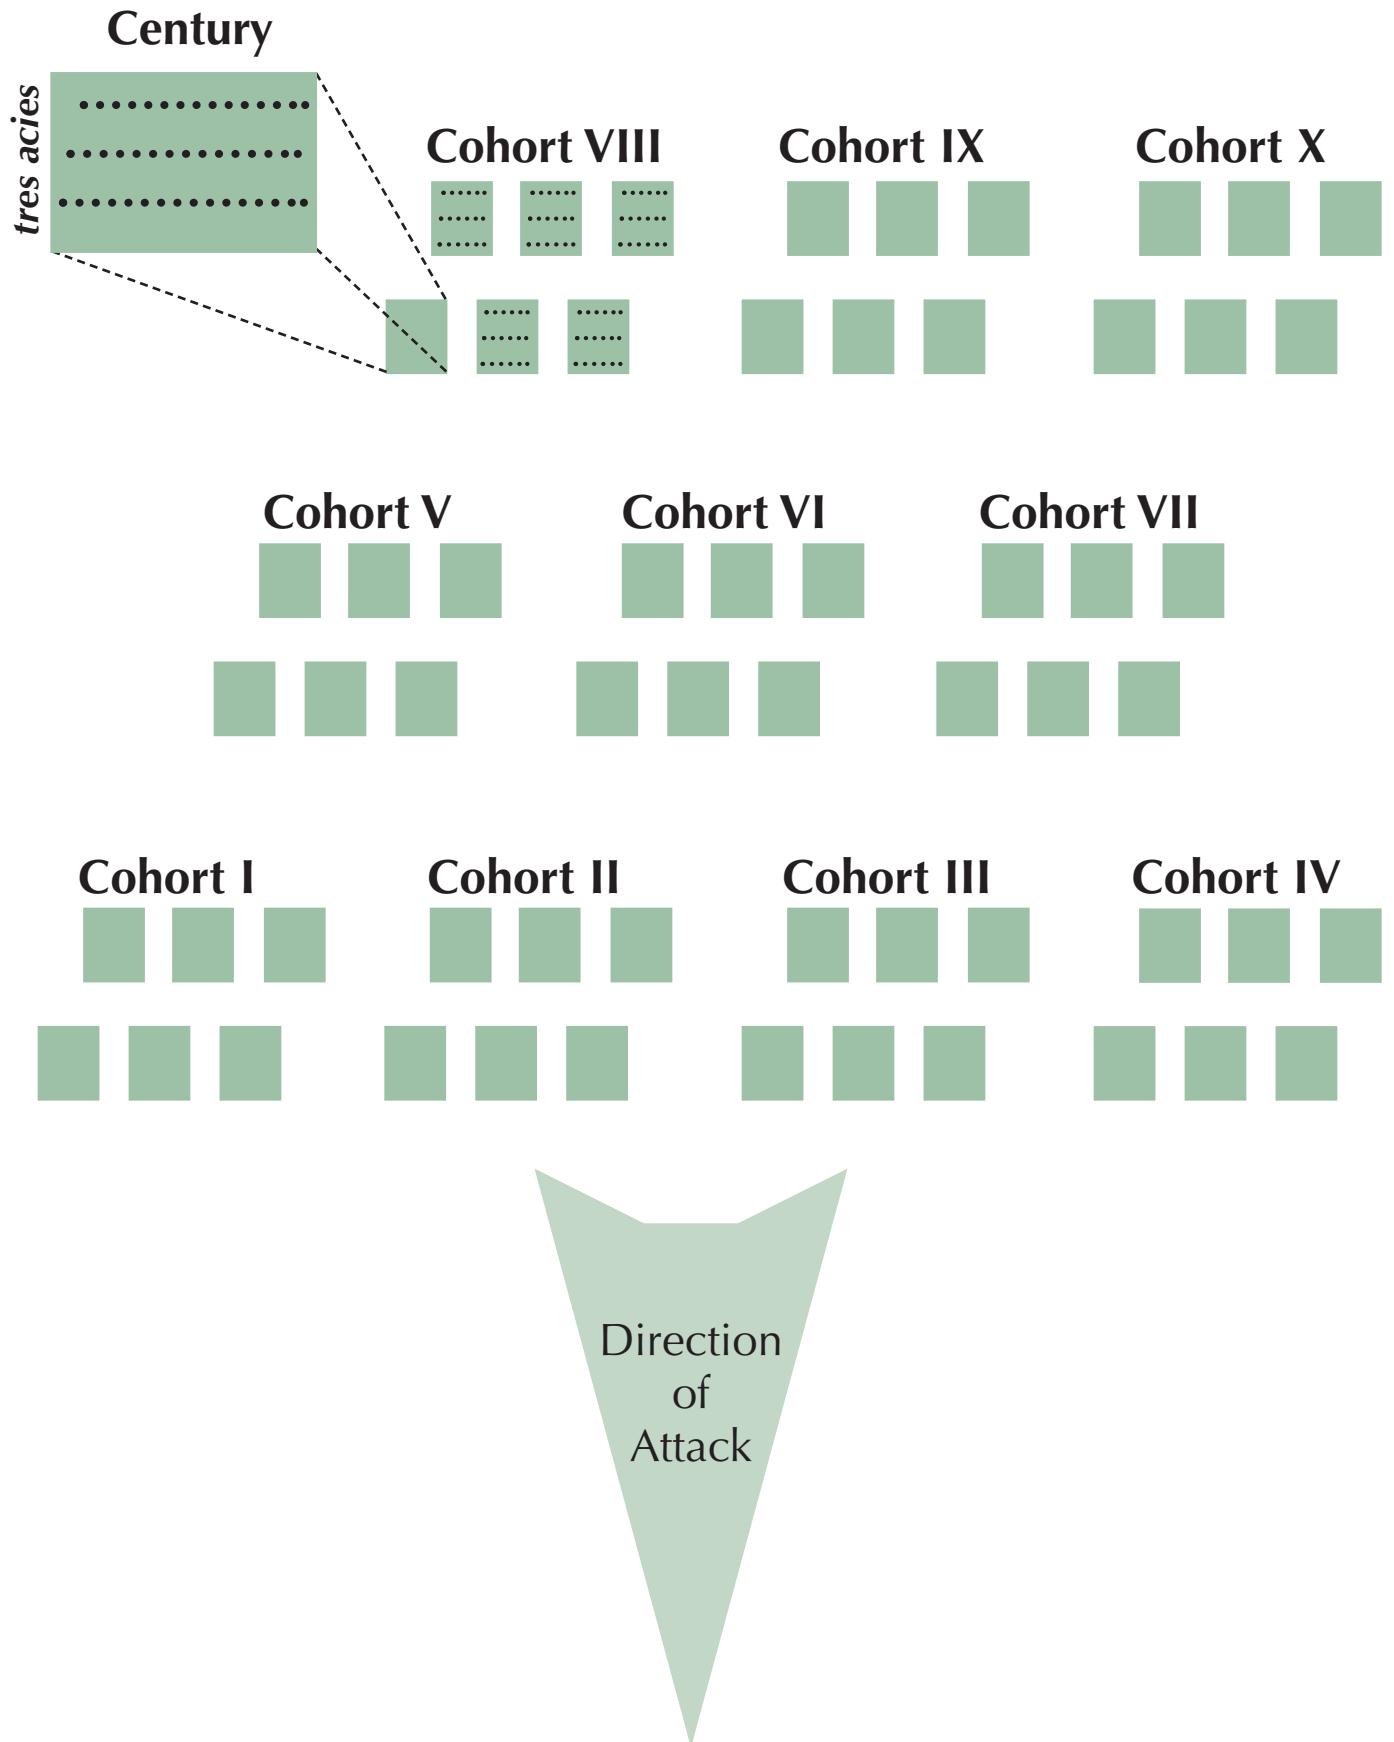 Century
tres acies
Cohort VIII
Cohort IX
Cohort X
Cohort V
Cohort VI
Cohort VII
Cohort I
Cohort II
Cohort III
Cohort IV
Direction
of
Attack